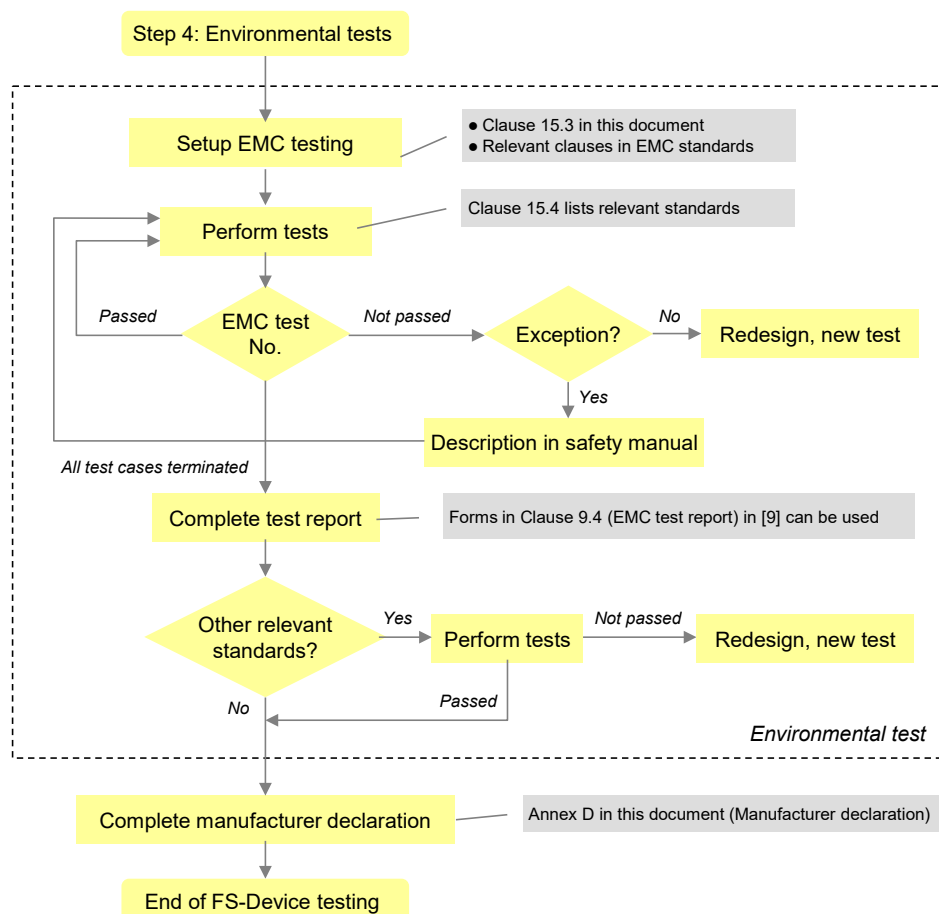 Step 4: Environmental tests
Setup EMC testing
● Clause 15.3 in this document
● Relevant clauses in EMC standards
Perform tests
Clause 15.4 lists relevant standards
Passed
EMC test
No.
Not passed
Exception?
No
Redesign, new test
Yes
Description in safety manual
All test cases terminated
Complete test report
Forms in Clause 9.4 (EMC test report) in [9] can be used
Other relevant
standards?
Yes
Perform tests
Not passed
Redesign, new test
No
Passed
Environmental test
Complete manufacturer declaration
Annex D in this document (Manufacturer declaration)
End of FS-Device testing